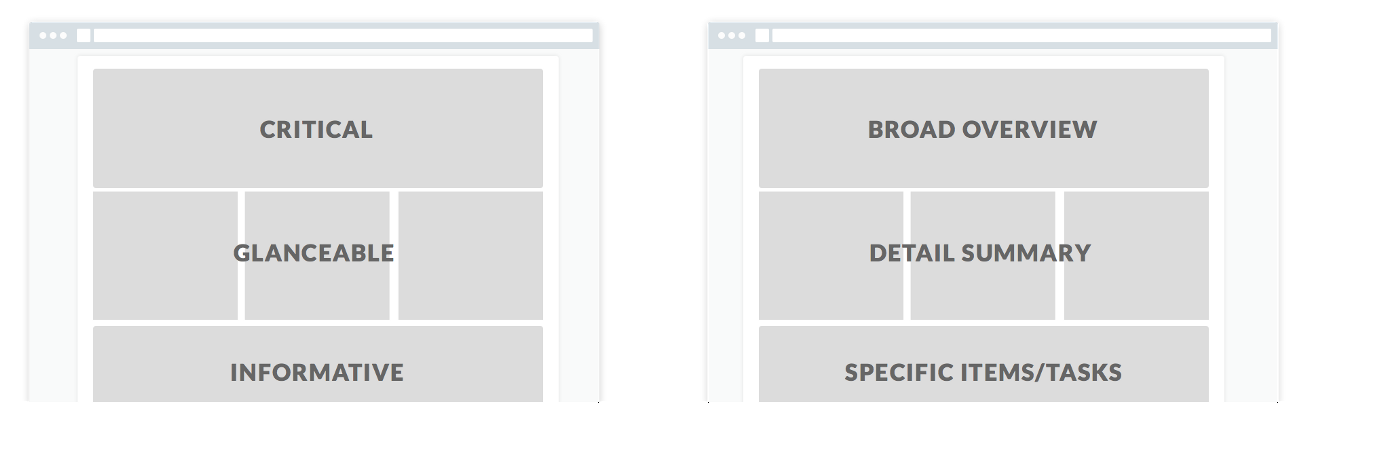 CRITICAL
GLANCEABLE
INFORMATIVE
BROAD OVERVIEW
DETAIL SUMMARY
SPECIFIC ITEMS/TASKS